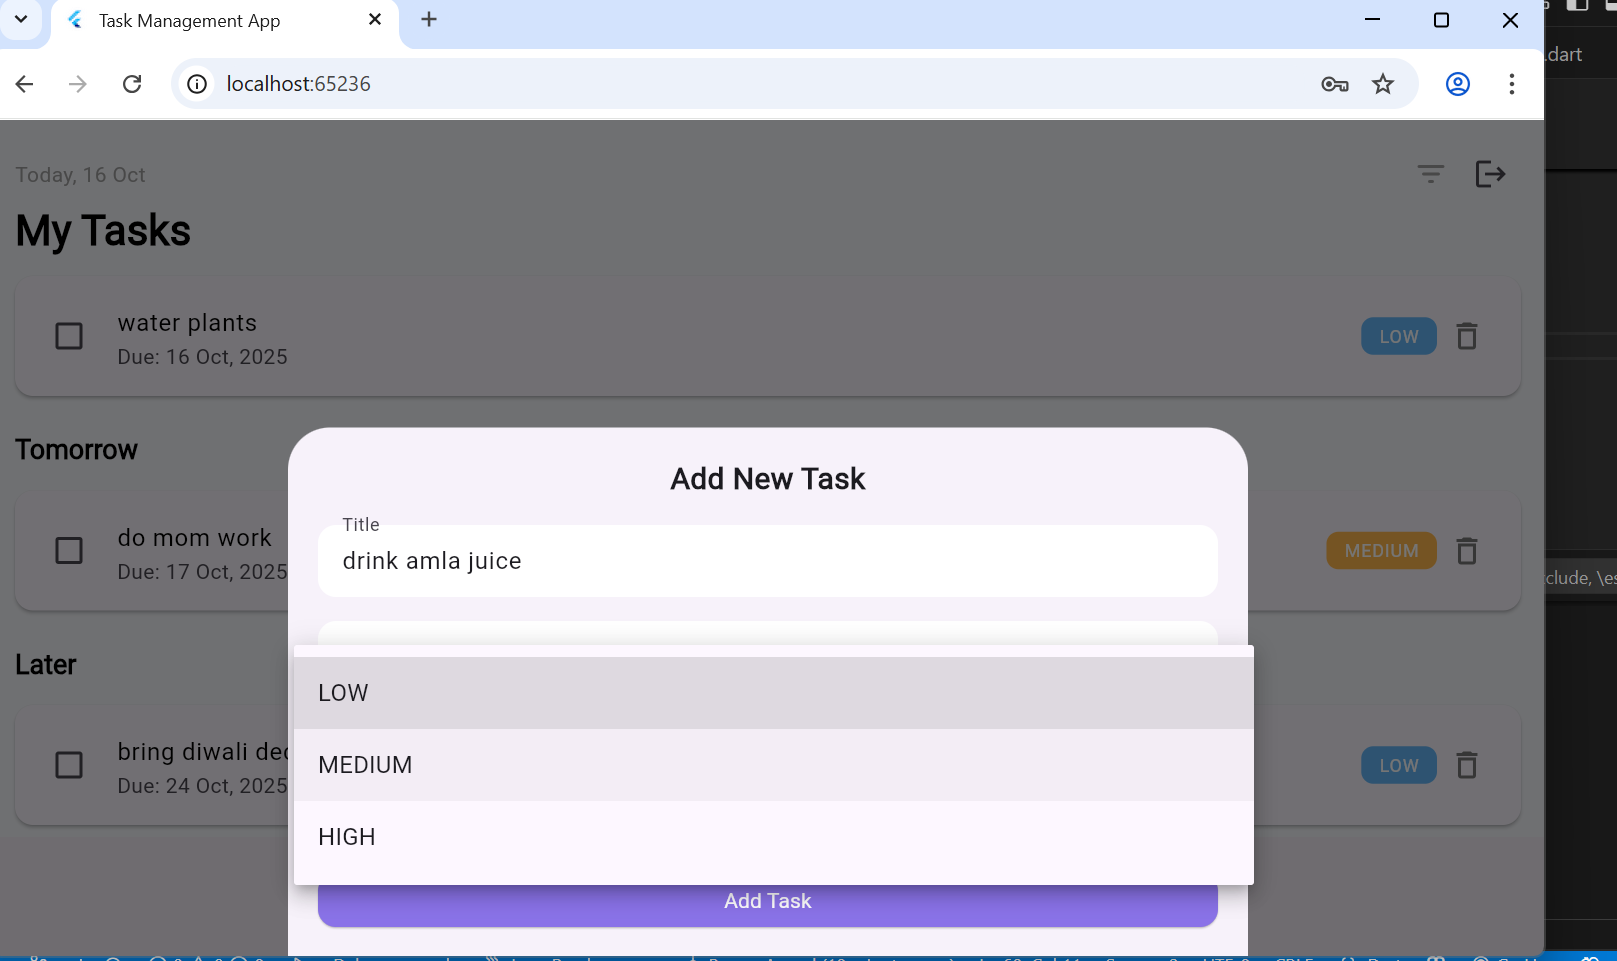 Task Management App
localhost:65236
.dart
Today, 16 Oct
My Tasks
water plants
Due: 16 Oct, 2025
LOW
Tomorrow
Add New Task
Title
drink amla juice
do mom work
Due: 17 Oct, 2025
MEDIUM
Later
LOW
MEDIUM
HIGH
bring diwali
Due: 24 Oct, 2025
LOW
Add Task